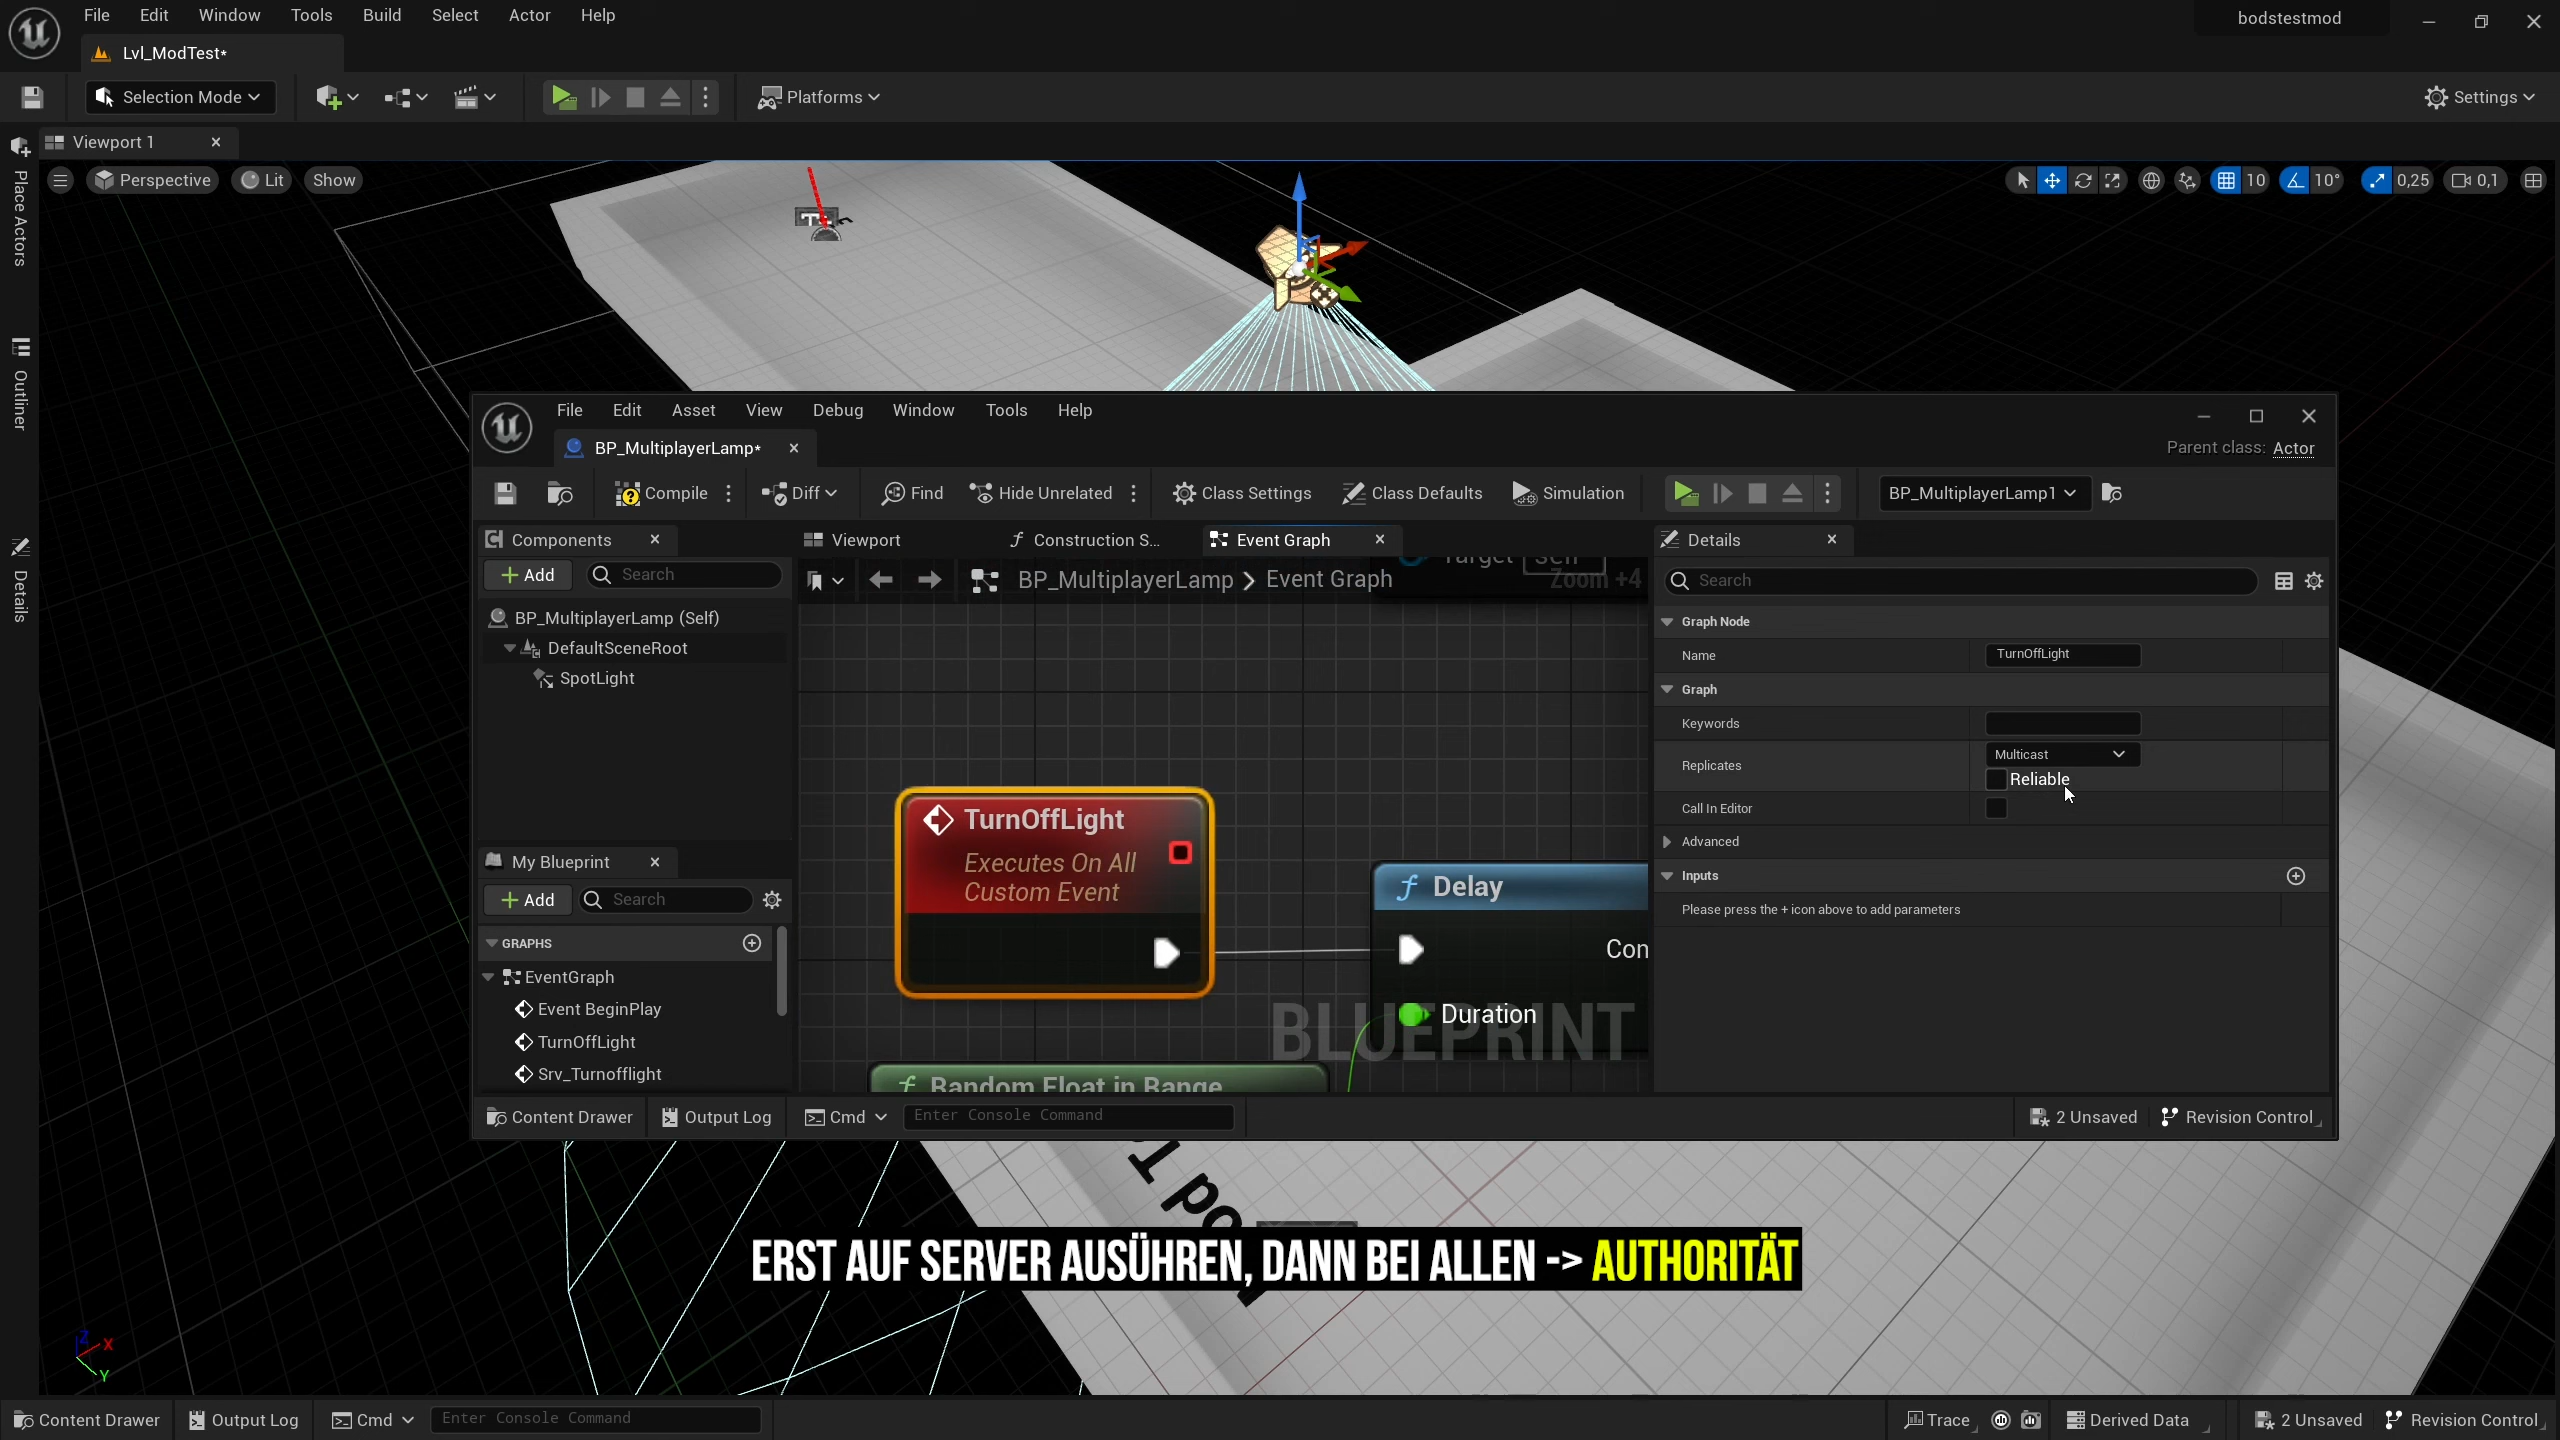 File Edit Window Tools Build Select Actor Help
bodstestmod
Lvl_ModTest*
Selection Mode
Platforms
Settings
Viewport 1
Perspective Lit Show
10 10° 0,25 0,1
Place Actors
Outliner
Details
File Edit Asset View Debug Window Tools Help
BP_MultiplayerLamp*
Parent class: Actor
Compile Diff Find Hide Unrelated Class Settings Class Defaults Simulation BP_MultiplayerLamp1
Components
Add Search
BP_MultiplayerLamp (Self)
DefaultSceneRoot
SpotLight
My Blueprint
Add Search
GRAPHS
EventGraph
Event BeginPlay
TurnOffLight
Srv_Turnofflight
Viewport Construction S... Event Graph
Target self
BP_MultiplayerLamp > Event Graph Zoom +4
TurnOffLight
Executes On All
Custom Event
Delay
Con
Duration
BLUEPRINT
Random Float in Range
Details
Search
Graph Node
Name TurnOffLight
Graph
Keywords
Replicates Multicast
Reliable
Call In Editor
Advanced
Inputs
Please press the + icon above to add parameters
Content Drawer Output Log Cmd Enter Console Command 2 Unsaved Revision Control
ERST AUF SERVER AUSÜHREN, DANN BEI ALLEN -> AUTHORITÄT
Z X Y
Content Drawer Output Log Cmd Enter Console Command Trace Derived Data 2 Unsaved Revision Control